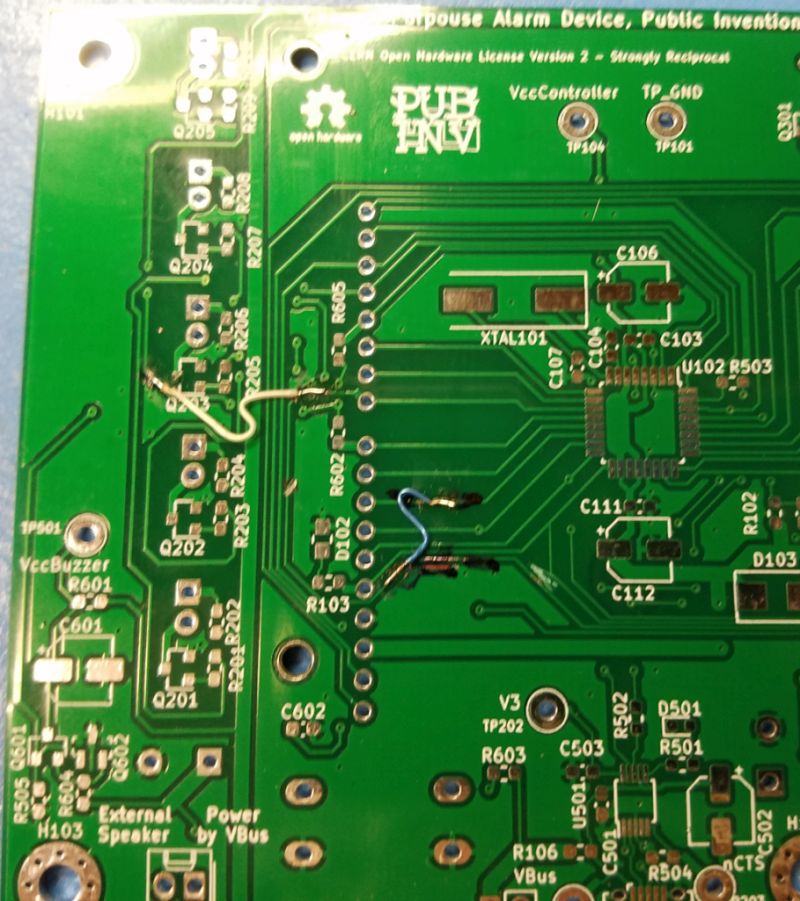 rpouse Alarm Device, Public Invention
CERN Open Hardware License Version 2 - Strongly Reciprocal
H101
Q205
R209
open hardware
PUB
INV
VccController
TP104
TP_GND
TP101
Q301
R208
R207
Q204
R206
R205
R605
C106
XTAL101
C104
C103
C107
U102
R503
R204
R203
Q202
R602
D102
R103
C111
C112
R102
D103
TP501
VccBuzzer
R601
C601
R202
R201
Q201
C602
V3
TP202
R502
D501
R501
C503
R603
U501
C502
Q601
Q602
R505
R604
External
Speaker
Power
by VBus
H103
R106
VBus
C501
R504
nCTS